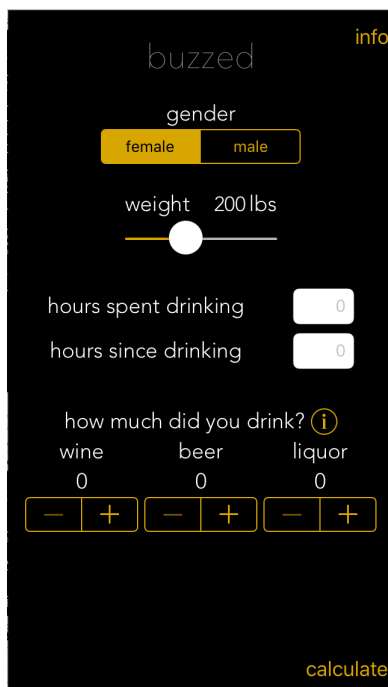 info
buzzed
gender
female male
weight 200 lbs
hours spent drinking 0
hours since drinking 0
how much did you drink? i
wine beer liquor
0 0 0
− + − + − +
calculate